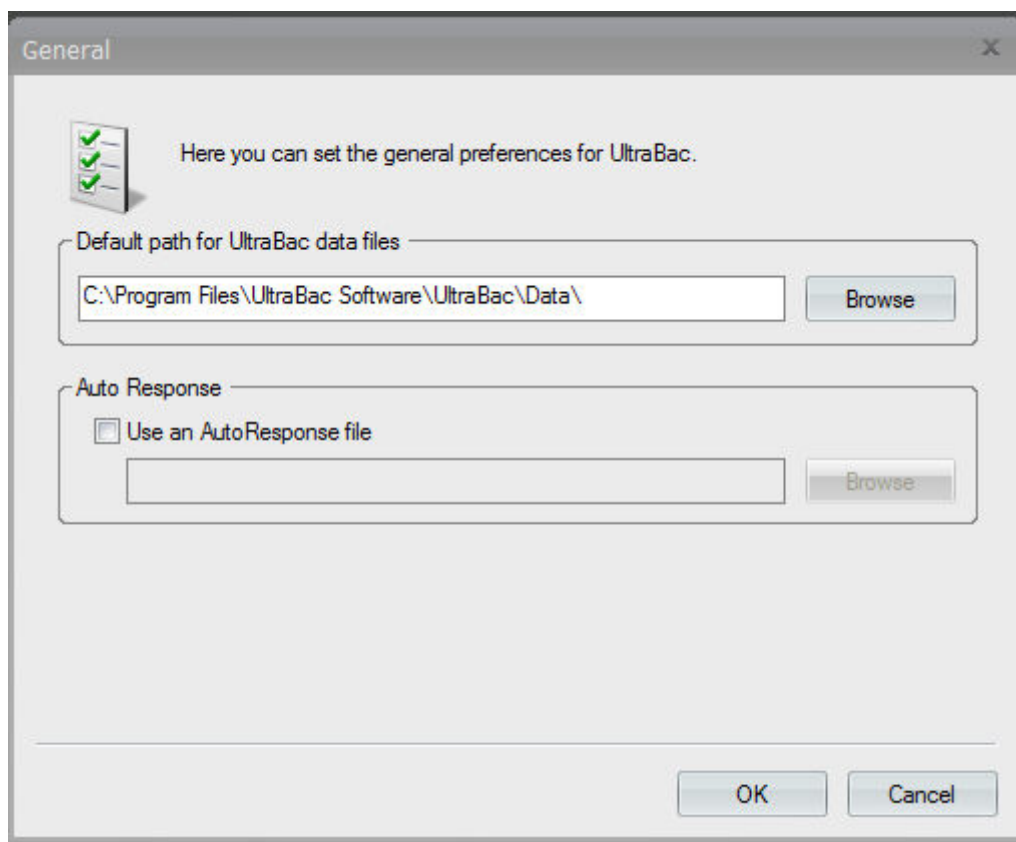 General
Here you can set the general preferences for UltraBac.
Default path for UltraBac data files
C:\Program Files\UltraBac Software\UltraBac\Data\
Browse
Auto Response
Use an AutoResponse file
Browse
OK
Cancel